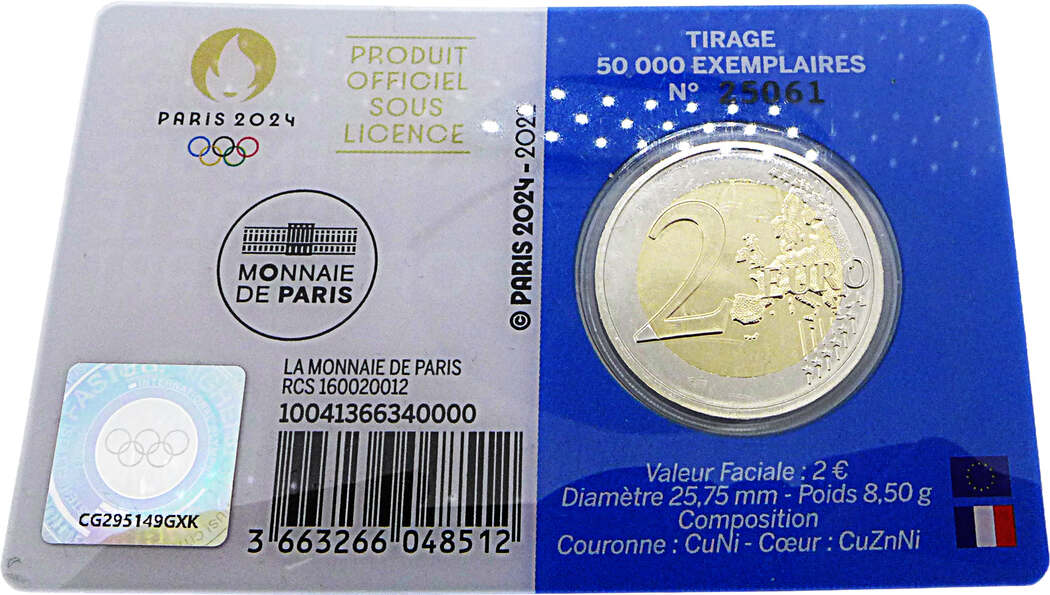 PARIS 2024
PRODUIT
OFFICIEL
SOUS
LICENCE
MONNAIE
DE PARIS
© PARIS 2024 -
LA MONNAIE DE PARIS
RCS 160020012
10041366340000
CG295149GXK
3 663266 048512
TIRAGE
50 000 EXEMPLAIRES
N° 25061
2 EURO
Valeur Faciale : 2 €
Diamètre 25,75 mm - Poids 8,50 g
Composition
Couronne : CuNi - Cœur : CuZnNi